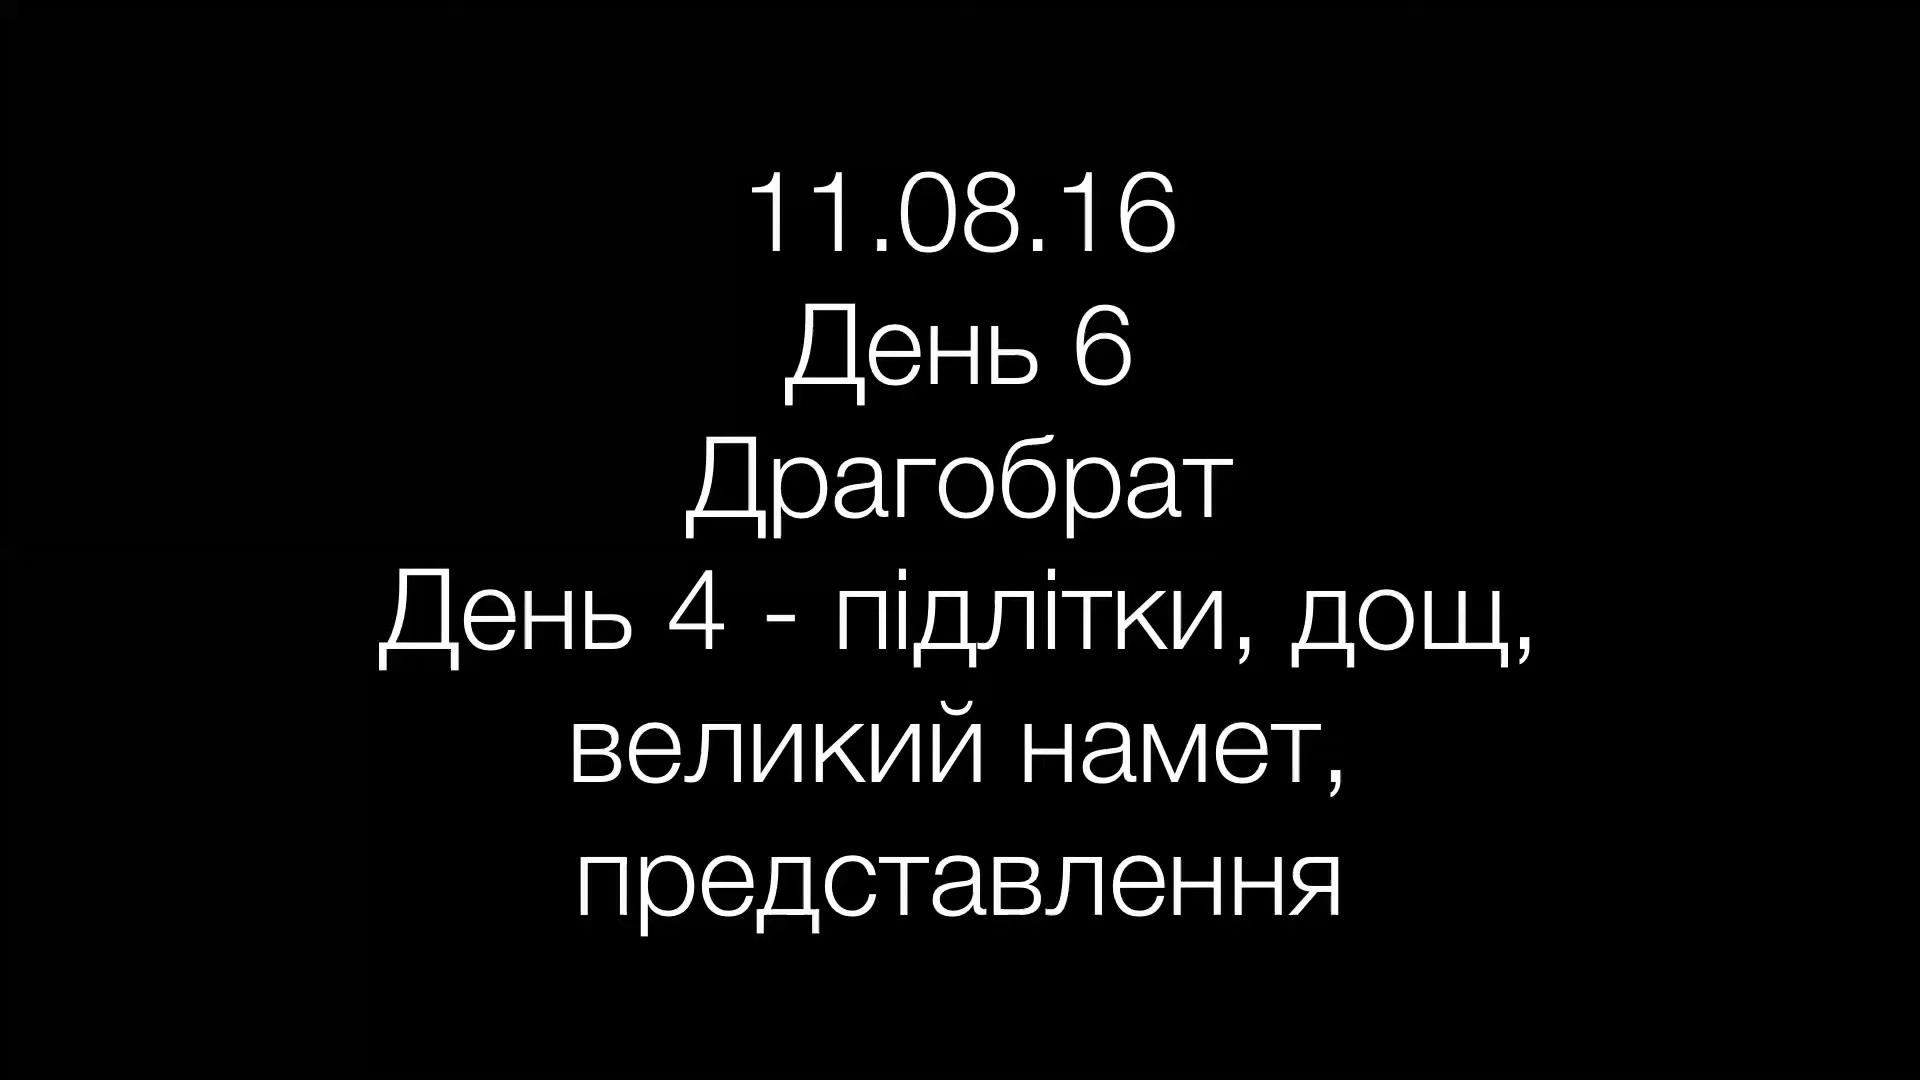 11.08.16
День 6
Драгобрат
День 4 - підлітки, дощ,
великий намет,
представлення